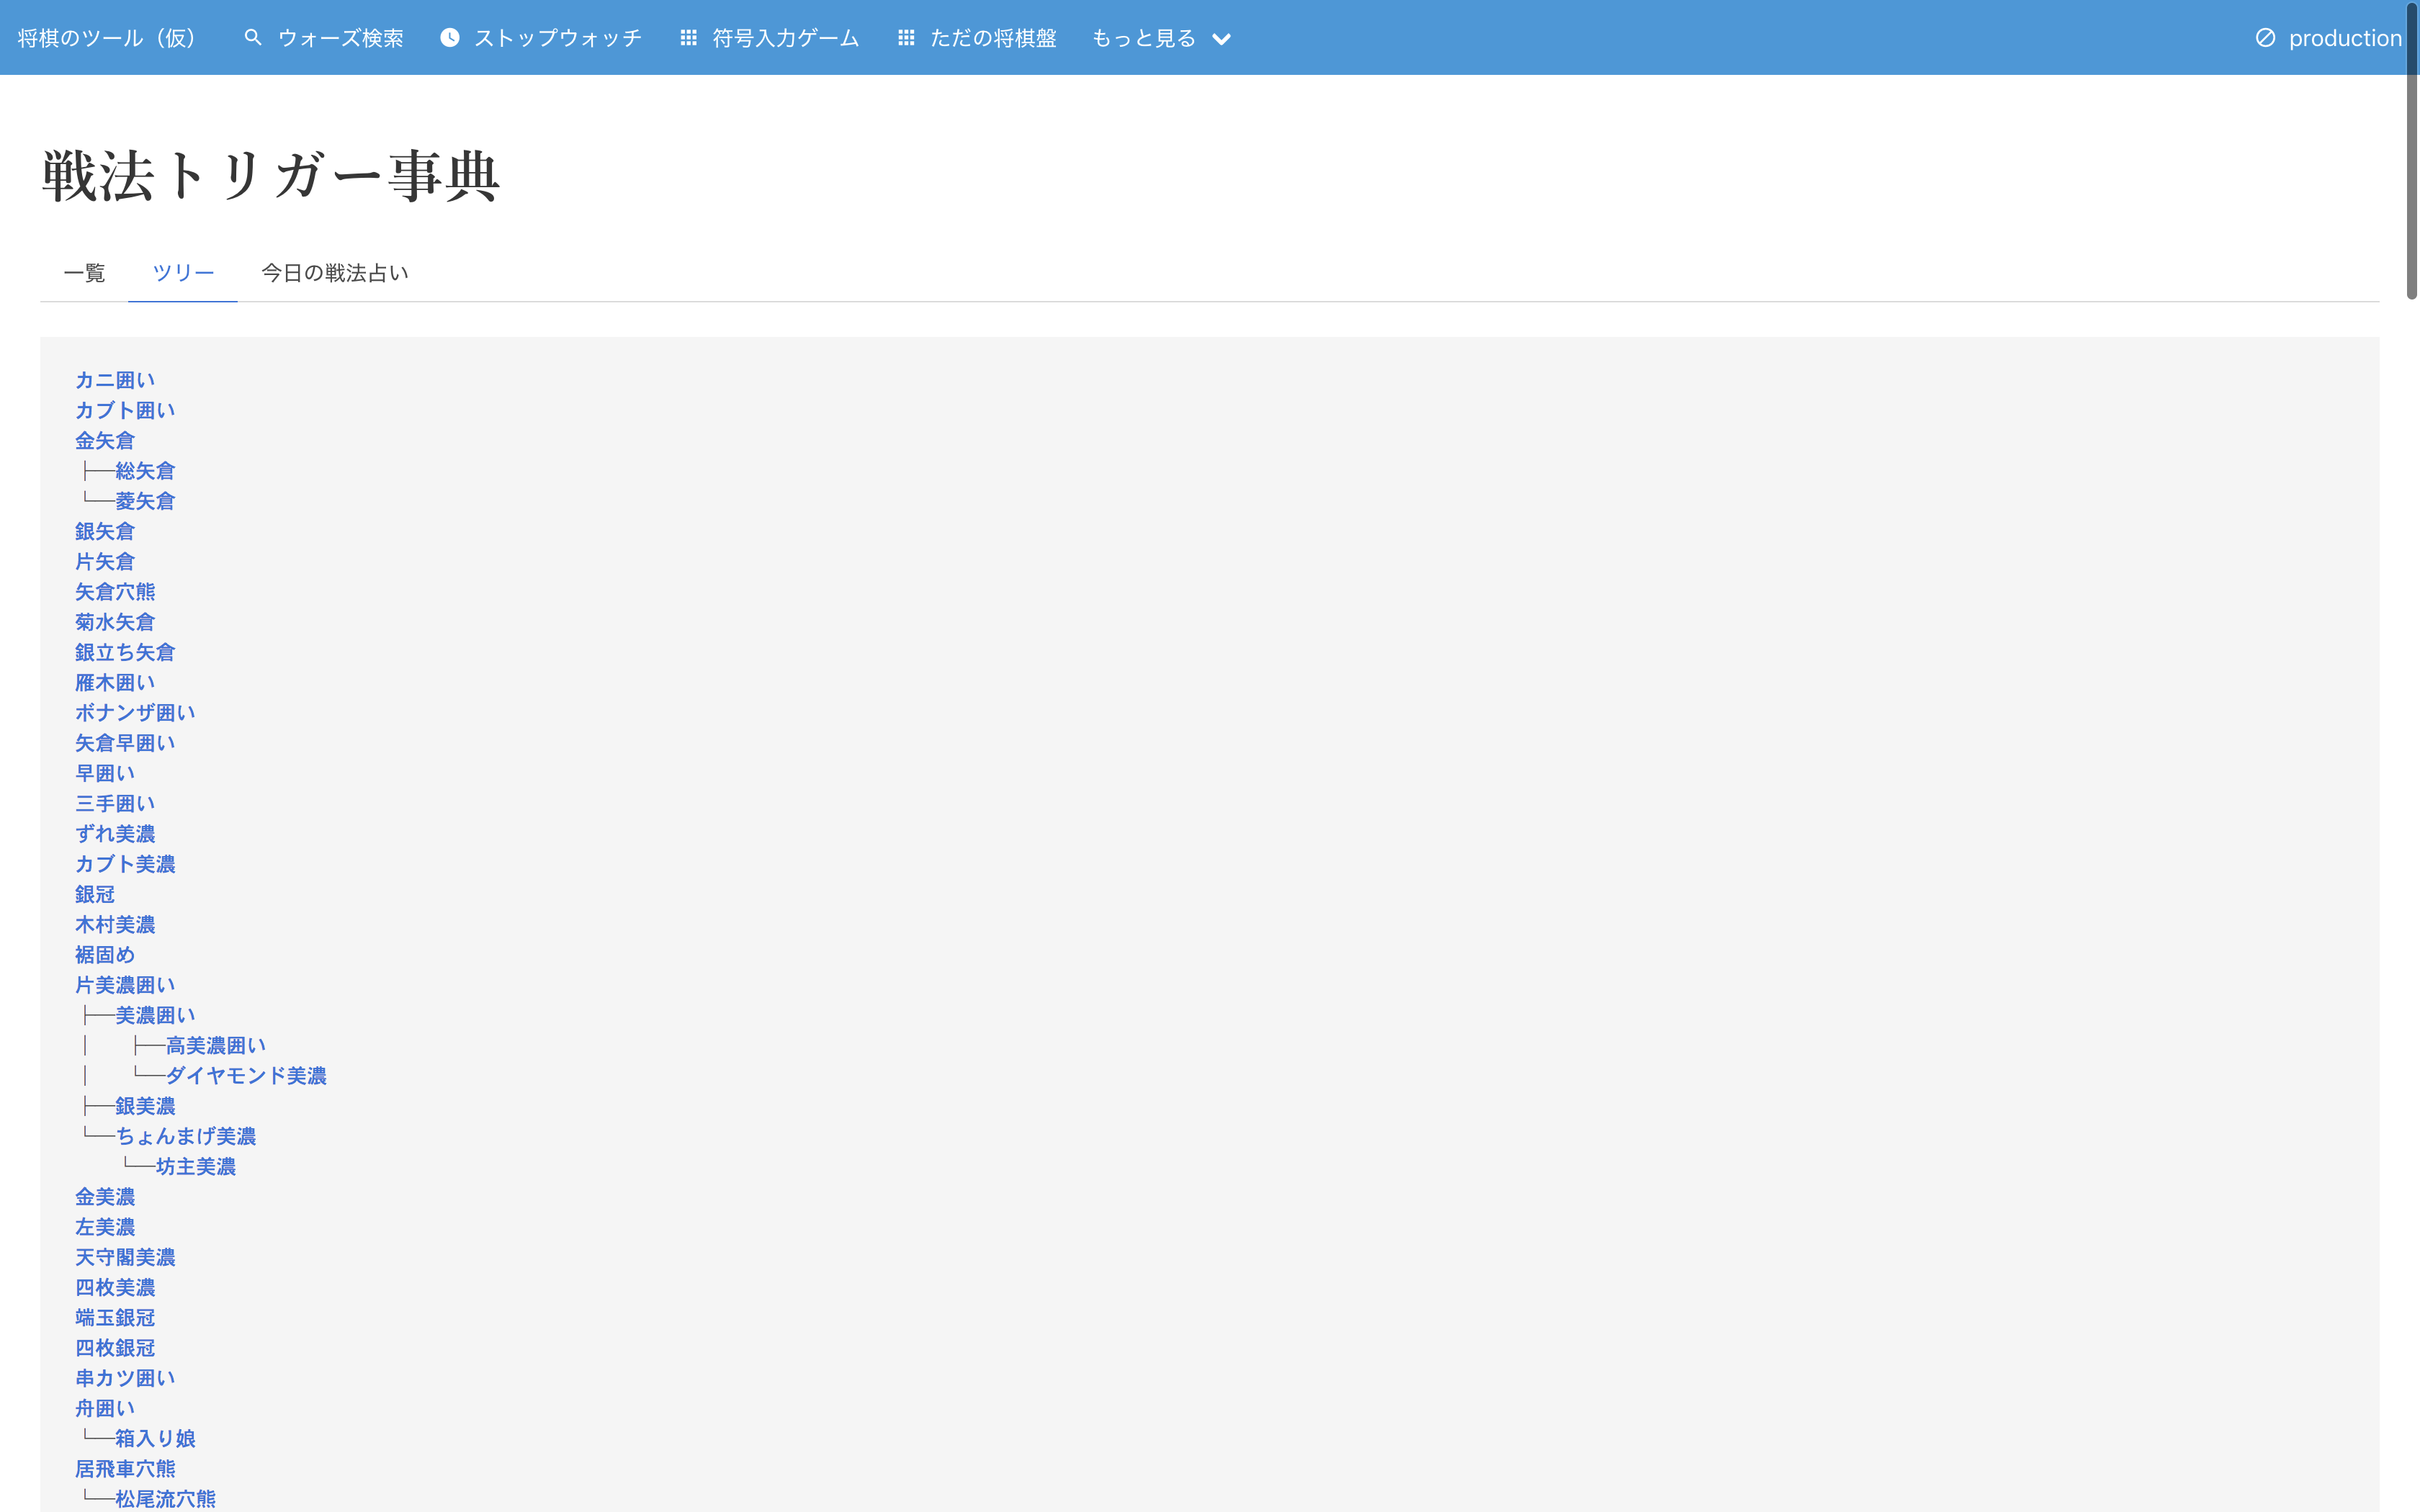 将棋のツール（仮） ウォーズ検索 ストップウォッチ 符号入力ゲーム ただの将棋盤 もっと見る production
戦法トリガー事典
一覧 ツリー 今日の戦法占い
カニ囲い
カブト囲い
金矢倉
├──総矢倉
└──菱矢倉
銀矢倉
片矢倉
矢倉穴熊
菊水矢倉
銀立ち矢倉
雁木囲い
ボナンザ囲い
矢倉早囲い
早囲い
三手囲い
ずれ美濃
カブト美濃
銀冠
木村美濃
裾固め
片美濃囲い
├──美濃囲い
│   ├──高美濃囲い
│   └──ダイヤモンド美濃
├──銀美濃
└──ちょんまげ美濃
    └──坊主美濃
金美濃
左美濃
天守閣美濃
四枚美濃
端玉銀冠
四枚銀冠
串カツ囲い
舟囲い
└──箱入り娘
居飛車穴熊
└──松尾流穴熊